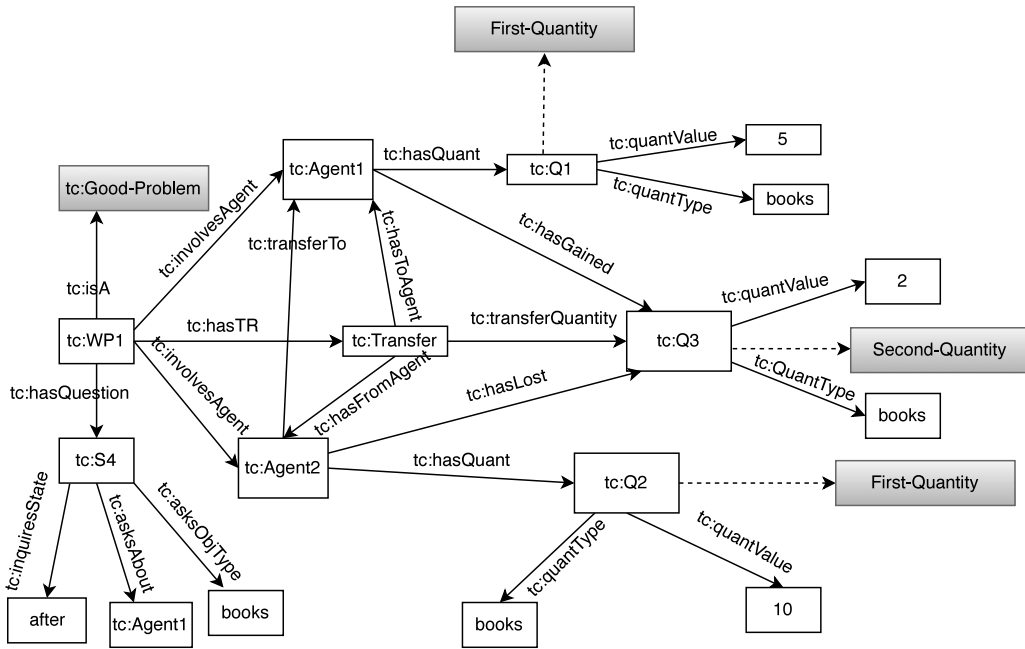 First-Quantity
tc:quantValue
5
tc:Agent1
tc:hasQuant
tc:Q1
tc:Good-Problem
tc:quantType
books
tc:involvesAgent
tc:transferTo
tc:hasToAgent
tc:hasGained
tc:isA
tc:quantValue
2
tc:WP1
tc:hasTR
tc:Transfer
tc:transferQuantity
tc:Q3
Second-Quantity
tc:hasQuestion
tc:involvesAgent
tc:hasFromAgent
tc:hasLost
tc:QuantType
books
tc:S4
tc:Agent2
tc:hasQuant
tc:Q2
First-Quantity
tc:inquiresState
tc:asksAbout
tc:asksObjType
tc:quantType
tc:quantValue
after
tc:Agent1
books
books
10